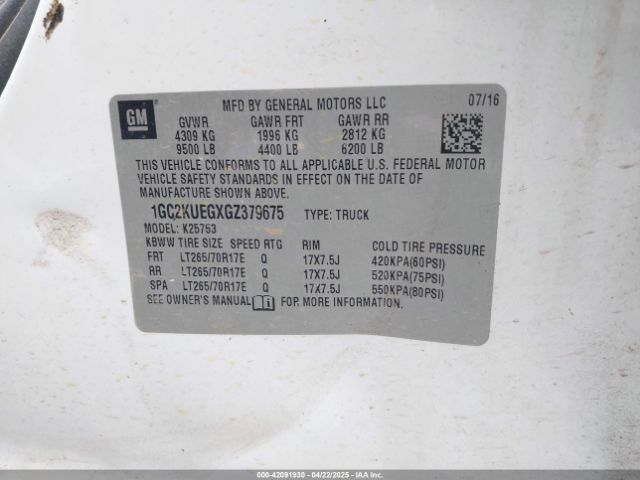 GM
MFD BY GENERAL MOTORS LLC 07/16
GVWR GAWR FRT GAWR RR
4309 KG 1996 KG 2812 KG
9500 LB 4400 LB 6200 LB
THIS VEHICLE CONFORMS TO ALL APPLICABLE U.S. FEDERAL MOTOR
VEHICLE SAFETY STANDARDS IN EFFECT ON THE DATE OF
MANUFACTURE SHOWN ABOVE.
1GC2KUEGXGZ379675 TYPE: TRUCK
MODEL: K25753
KBWW TIRE SIZE SPEED RTG RIM COLD TIRE PRESSURE
FRT LT265/70R17E Q 17X7.5J 420KPA(60PSI)
RR LT265/70R17E Q 17X7.5J 520KPA(75PSI)
SPA LT265/70R17E Q 17X7.5J 550KPA(80PSI)
SEE OWNER'S MANUAL FOR MORE INFORMATION.
000-42091930 - 04/22/2025 - IAAI.COM